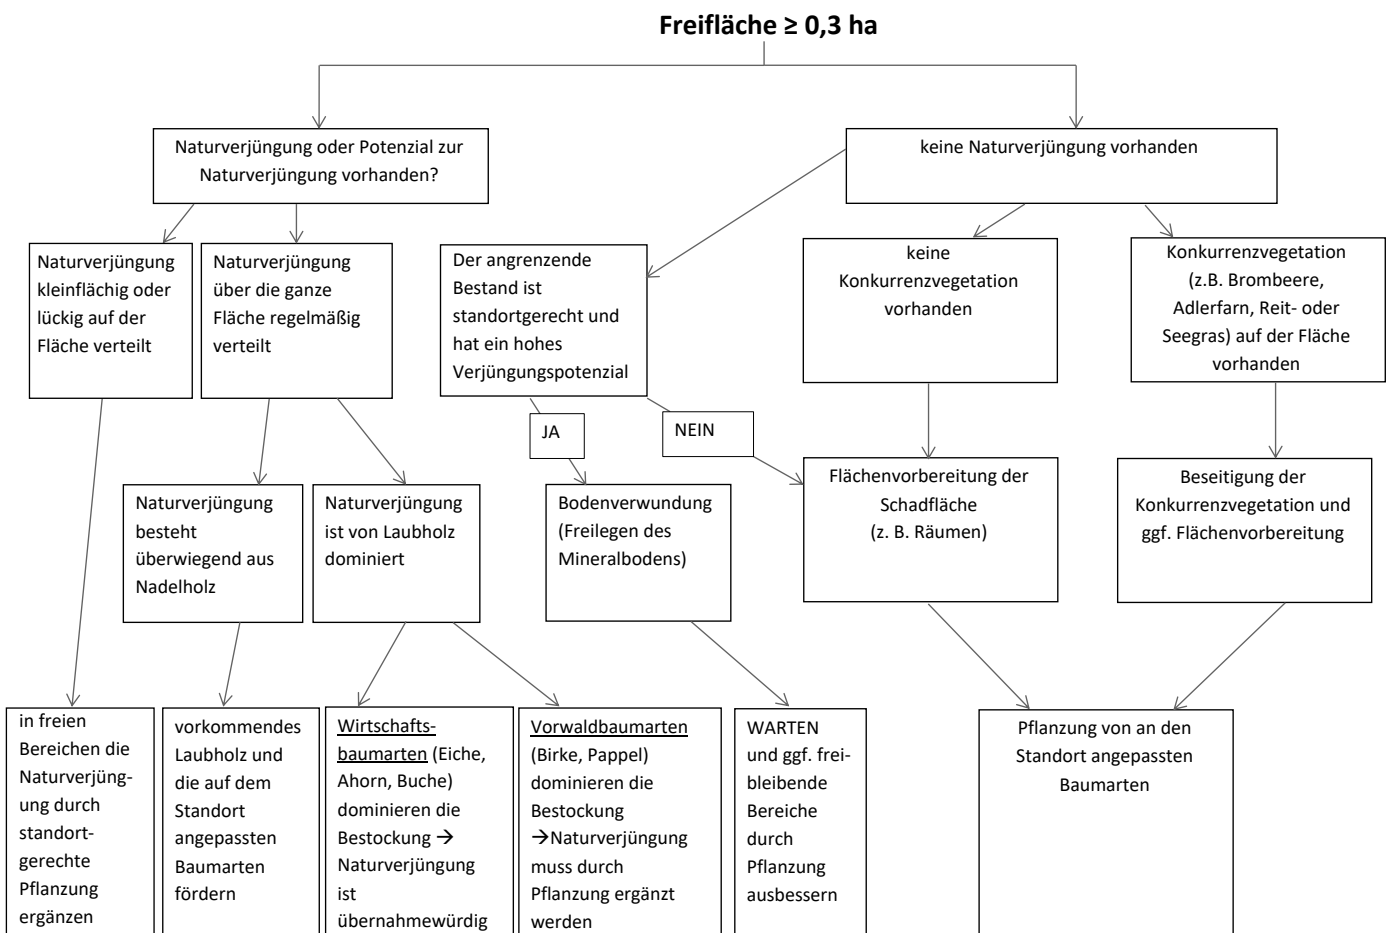 Freifläche ≥ 0,3 ha
Naturverjüngung oder Potenzial zur
Naturverjüngung vorhanden?
keine Naturverjüngung vorhanden
Naturverjüngung
kleinflächig oder
lückig auf der
Fläche verteilt
Naturverjüngung
über die ganze
Fläche regelmäßig
verteilt
Der angrenzende
Bestand ist
standortgerecht und
hat ein hohes
Verjüngungspotenzial
keine
Konkurrenzvegetation
vorhanden
Konkurrenzvegetation
(z.B. Brombeere,
Adlerfarn, Reit- oder
Seegras) auf der Fläche
vorhanden
JA
NEIN
Naturverjüngung
besteht
überwiegend aus
Nadelholz
Naturverjüngung
ist von Laubholz
dominiert
Bodenverwundung
(Freilegen des
Mineralbodens)
Flächenvorbereitung der
Schadfläche
(z. B. Räumen)
Beseitigung der
Konkurrenzvegetation und
ggf. Flächenvorbereitung
in freien
Bereichen die
Naturverjüng-
ung durch
standort-
gerechte
Pflanzung
ergänzen
vorkommendes
Laubholz und
die auf dem
Standort
angepassten
Baumarten
fördern
Wirtschafts-
baumarten (Eiche,
Ahorn, Buche)
dominieren die
Bestockung →
Naturverjüngung
ist
übernahmewürdig
Vorwaldbaumarten
(Birke, Pappel)
dominieren die
Bestockung
→Naturverjüngung
muss durch
Pflanzung ergänzt
werden
WARTEN
und ggf. frei-
bleibende
Bereiche
durch
Pflanzung
ausbessern
Pflanzung von an den
Standort angepassten
Baumarten